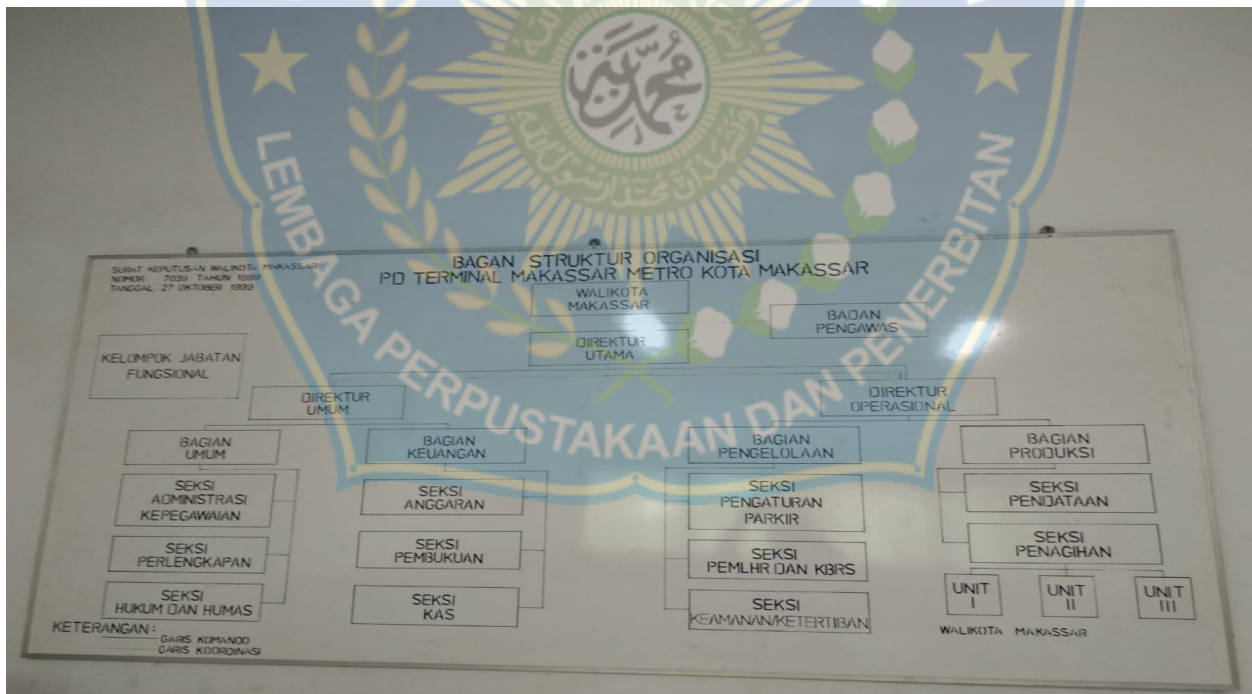 LEMBAGA PERPUSTAKAAN DAN PENERBITAN
SURAT KEPUTUSAN WALIKOTA MAKASSAR
NOMOR 7039 TAHUN 1999
TANGGAL 27 OKTOBER 1999
BAGAN STRUKTUR ORGANISASI
PD TERMINAL MAKASSAR METRO KOTA MAKASSAR
WALIKOTA
MAKASSAR
BADAN
PENGAWAS
DIREKTUR
UTAMA
KELOMPOK JABATAN
FUNGSIONAL
DIREKTUR
UMUM
DIREKTUR
OPERASIONAL
BAGIAN
UMUM
SEKSI
ADMINISTRASI
KEPEGAWAIAN
SEKSI
PERLENGKAPAN
SEKSI
HUKUM DAN HUMAS
BAGIAN
KEUANGAN
SEKSI
ANGGARAN
SEKSI
PEMBUKUAN
SEKSI
KAS
BAGIAN
PENGELOLAAN
SEKSI
PENGATURAN
PARKIR
SEKSI
PEMLHR DAN KBRS
SEKSI
KEAMANAN/KETERTIBAN
BAGIAN
PRODUKSI
SEKSI
PENDATAAN
SEKSI
PENAGIHAN
UNIT
I
UNIT
II
UNIT
III
KETERANGAN :
GARIS KOMANDO
GARIS KOORDINASI
WALIKOTA MAKASSAR